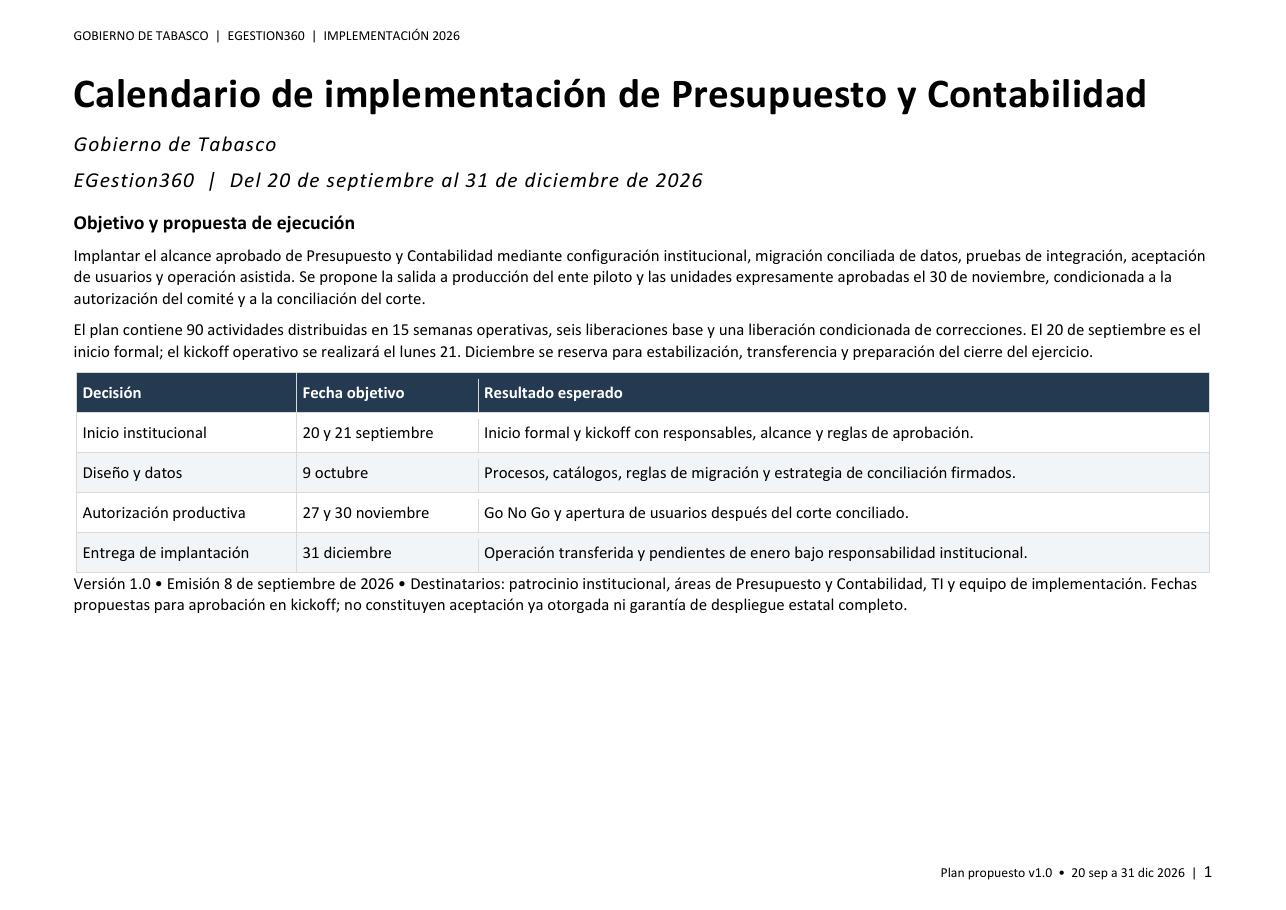 GOBIERNO DE TABASCO | EGESTION360 | IMPLEMENTACIÓN 2026
Calendario de implementación de Presupuesto y Contabilidad
Gobierno de Tabasco
EGestion360 | Del 20 de septiembre al 31 de diciembre de 2026
Objetivo y propuesta de ejecución
Implantar el alcance aprobado de Presupuesto y Contabilidad mediante configuración institucional, migración conciliada de datos, pruebas de integración, aceptación
de usuarios y operación asistida. Se propone la salida a producción del ente piloto y las unidades expresamente aprobadas el 30 de noviembre, condicionada a la
autorización del comité y a la conciliación del corte.
El plan contiene 90 actividades distribuidas en 15 semanas operativas, seis liberaciones base y una liberación condicionada de correcciones. El 20 de septiembre es el
inicio formal; el kickoff operativo se realizará el lunes 21. Diciembre se reserva para estabilización, transferencia y preparación del cierre del ejercicio.
Decisión Fecha objetivo Resultado esperado
Inicio institucional 20 y 21 septiembre Inicio formal y kickoff con responsables, alcance y reglas de aprobación.
Diseño y datos 9 octubre Procesos, catálogos, reglas de migración y estrategia de conciliación firmados.
Autorización productiva 27 y 30 noviembre Go No Go y apertura de usuarios después del corte conciliado.
Entrega de implantación 31 diciembre Operación transferida y pendientes de enero bajo responsabilidad institucional.
Versión 1.0 • Emisión 8 de septiembre de 2026 • Destinatarios: patrocinio institucional, áreas de Presupuesto y Contabilidad, TI y equipo de implementación. Fechas
propuestas para aprobación en kickoff; no constituyen aceptación ya otorgada ni garantía de despliegue estatal completo.
Plan propuesto v1.0 • 20 sep a 31 dic 2026 | 1